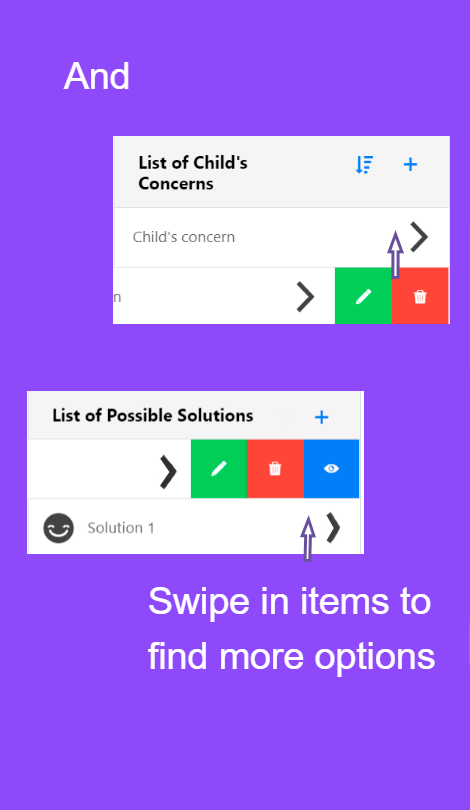 And
List of Child's
Concerns
Child's concern
n
List of Possible Solutions
Solution 1
Swipe in items to
find more options